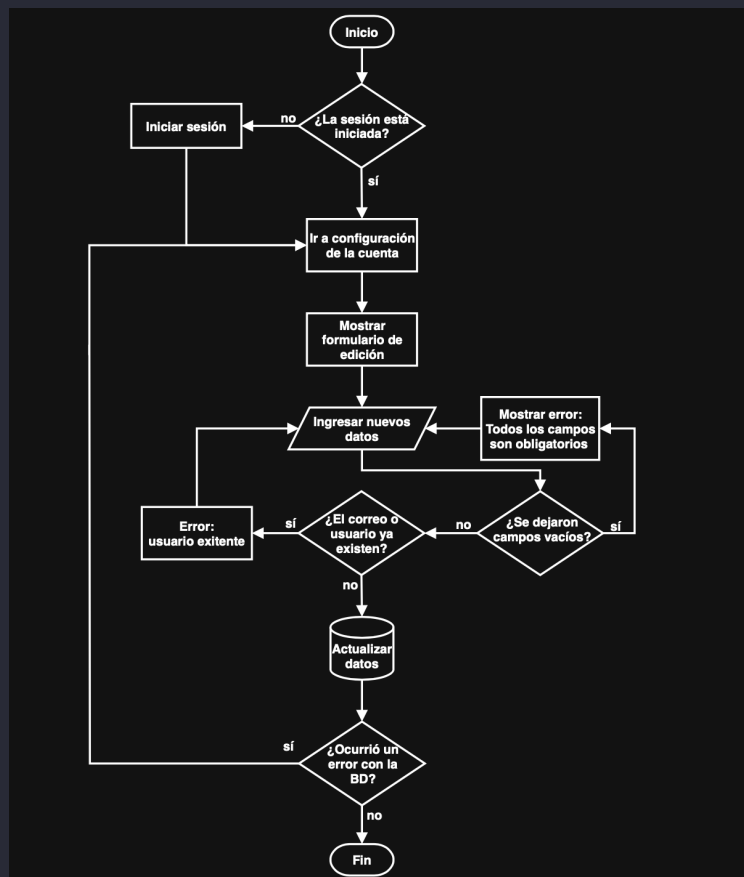 Inicio
¿La sesión está
iniciada?
no
Iniciar sesión
sí
Ir a configuración
de la cuenta
Mostrar
formulario de
edición
Ingresar nuevos
datos
Mostrar error:
Todos los campos
son obligatorios
¿Se dejaron
campos vacíos?
sí
no
¿El correo o
usuario ya
existen?
sí
Error:
usuario exitente
no
Actualizar
datos
¿Ocurrió un
error con la
BD?
sí
no
Fin